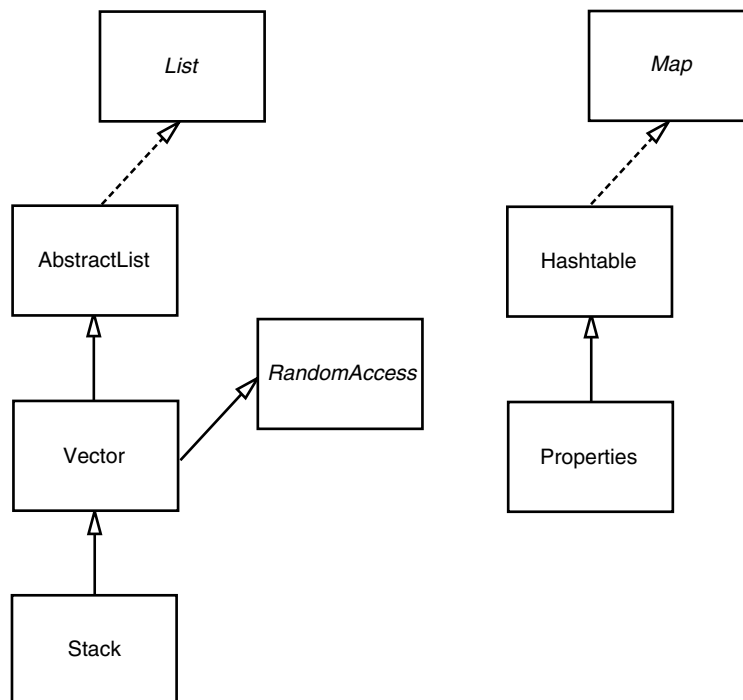 List
Map
AbstractList
Hashtable
RandomAccess
Vector
Properties
Stack